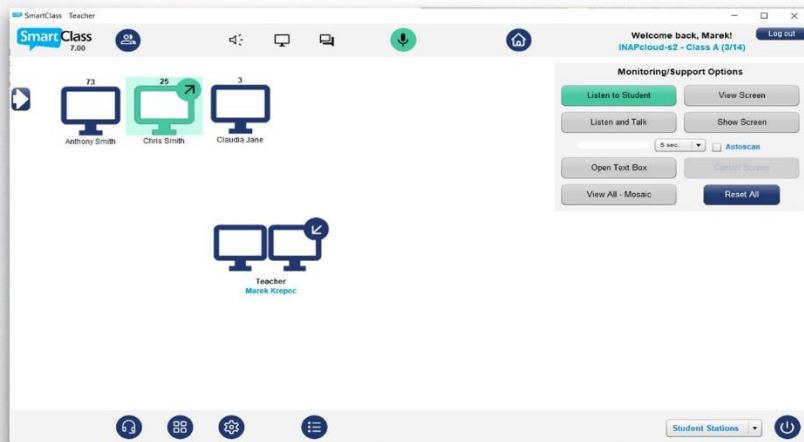 SmartClass Teacher
Smart Class
7.00
Welcome back, Marek!
INAPcloud-s2 - Class A (3/14)
Log out
73
25
3
Anthony Smith
Chris Smith
Claudia Jane
Teacher
Marek Krepec
Monitoring/Support Options
Listen to Student
View Screen
Listen and Talk
Show Screen
5 sec.
Autoscan
Open Text Box
Control Screen
View All - Mosaic
Reset All
Student Stations